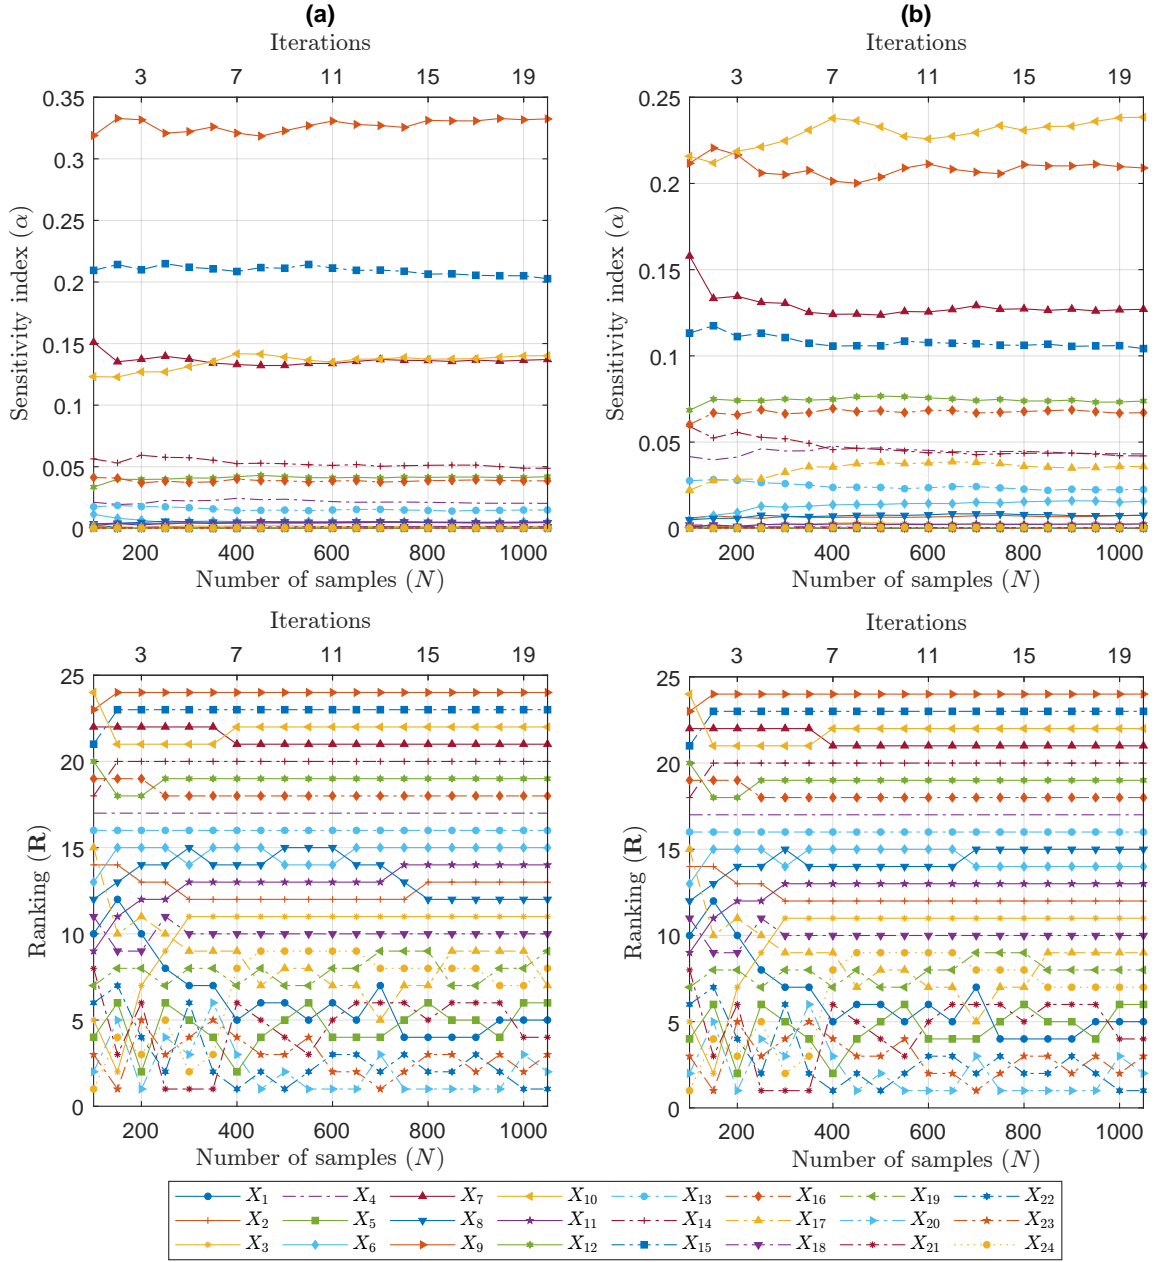 (a)
Iterations
3 7 11 15 19
0.35
0.3
0.25
0.2
0.15
0.1
0.05
0
Sensitivity index (α)
200 400 600 800 1000
Number of samples (N)
(b)
Iterations
3 7 11 15 19
0.25
0.2
0.15
0.1
0.05
0
Sensitivity index (α)
200 400 600 800 1000
Number of samples (N)
Iterations
3 7 11 15 19
25
20
15
10
5
0
Ranking (R)
200 400 600 800 1000
Number of samples (N)
Iterations
3 7 11 15 19
25
20
15
10
5
0
Ranking (R)
200 400 600 800 1000
Number of samples (N)
X₁ X₄ X₇ X₁₀ X₁₃ X₁₆ X₁₉ X₂₂
X₂ X₅ X₈ X₁₁ X₁₄ X₁₇ X₂₀ X₂₃
X₃ X₆ X₉ X₁₂ X₁₅ X₁₈ X₂₁ X₂₄